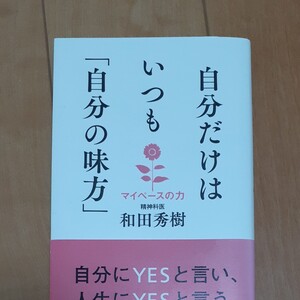 自分だけは
いつも
「自分の味方」
マイペースの力
精神科医
和田秀樹
自分にYESと言い、
人生にYESと言う